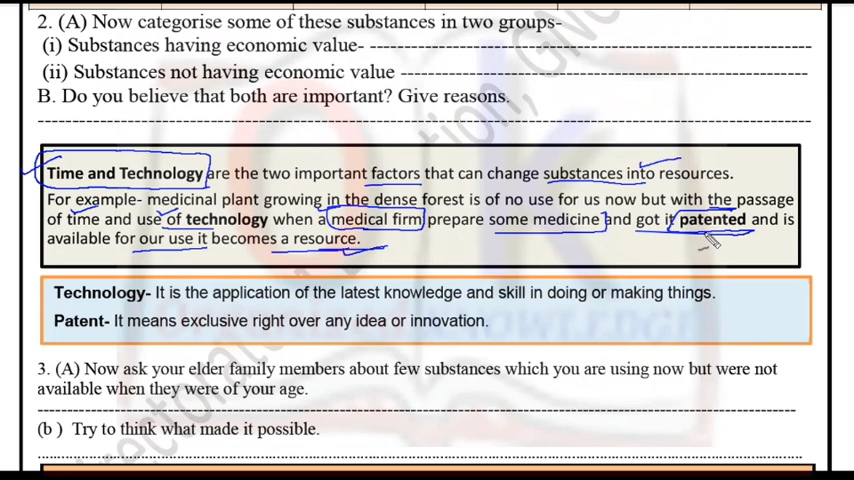 2. (A) Now categorise some of these substances in two groups-
(i) Substances having economic value- 
(ii) Substances not having economic value 
B. Do you believe that both are important? Give reasons.
Time and Technology are the two important factors that can change substances into resources.
For example- medicinal plant growing in the dense forest is of no use for us now but with the passage
of time and use of technology when a medical firm prepare some medicine and got it patented and is
available for our use it becomes a resource.
Technology- It is the application of the latest knowledge and skill in doing or making things.
Patent- It means exclusive right over any idea or innovation.
3. (A) Now ask your elder family members about few substances which you are using now but were not
available when they were of your age.
(b ) Try to think what made it possible.